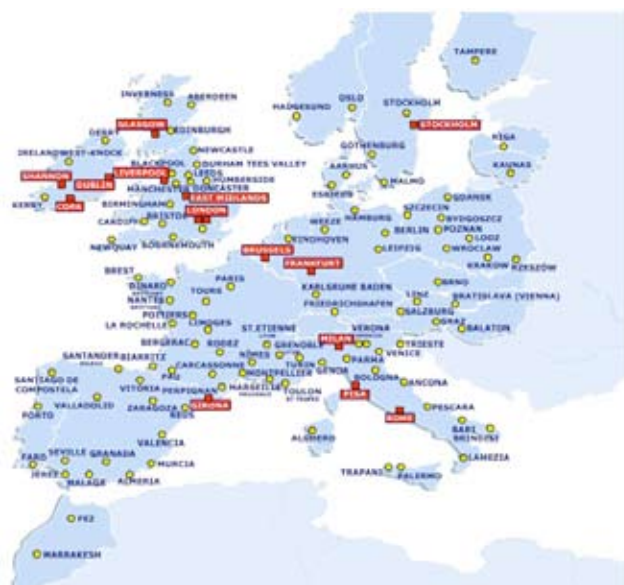 TAMPERE
INVERNESS
ABERDEEN
HAUGESUND
OSLO
STOCKHOLM
STOCKHOLM
GLASGOW
EDINBURGH
DERRY
RIGA
IRELANDWEST-KNOCK
NEWCASTLE
GOTHENBURG
BLACKPOOL
DURHAM TEES VALLEY
AARHUS
KAUNAS
SHANNON
DUBLIN
LIVERPOOL
LEEDS
HUMBERSIDE
MANCHESTER
DONCASTER
ESBJERG
MALMO
KERRY
CORK
BIRMINGHAM
EAST MIDLANDS
GDANSK
CARDIFF
BRISTOL
LONDON
WEEZE
HAMBURG
SZCZECIN
BYDGOSZCZ
NEWQUAY
BOURNEMOUTH
EINDHOVEN
BERLIN
POZNAN
LODZ
BRUSSELS
LEIPZIG
WROCLAW
FRANKFURT
KRAKOW
RZESZÓW
BREST
PARIS
DINARD
KARLSRUHE BADEN
BRNO
NANTES
TOURS
FRIEDRICHSHAFEN
LINZ
BRATISLAVA (VIENNA)
POITIERS
SALZBURG
LA ROCHELLE
LIMOGES
GRAZ
BALATON
BERGERAC
RODEZ
ST.ETIENNE
GRENOBLE
MILAN
VERONA
TRIESTE
SANTANDER
BIARRITZ
CARCASSONNE
NÎMES
TURIN
GENOA
PARMA
VENICE
SANTIAGO DE
COMPOSTELA
PAU
MONTPELLIER
BOLOGNA
VITORIA
PERPIGNAN
MARSEILLE
TOULON
ANCONA
VALLADOLID
ZARAGOZA
GIRONA
PISA
PORTO
REUS
ROME
PESCARA
VALENCIA
ALGHERO
BARI
BRINDISI
FARO
SEVILLE
GRANADA
MURCIA
LAMEZIA
JEREZ
MALAGA
ALMERIA
TRAPANI
PALERMO
FEZ
MARRAKESH